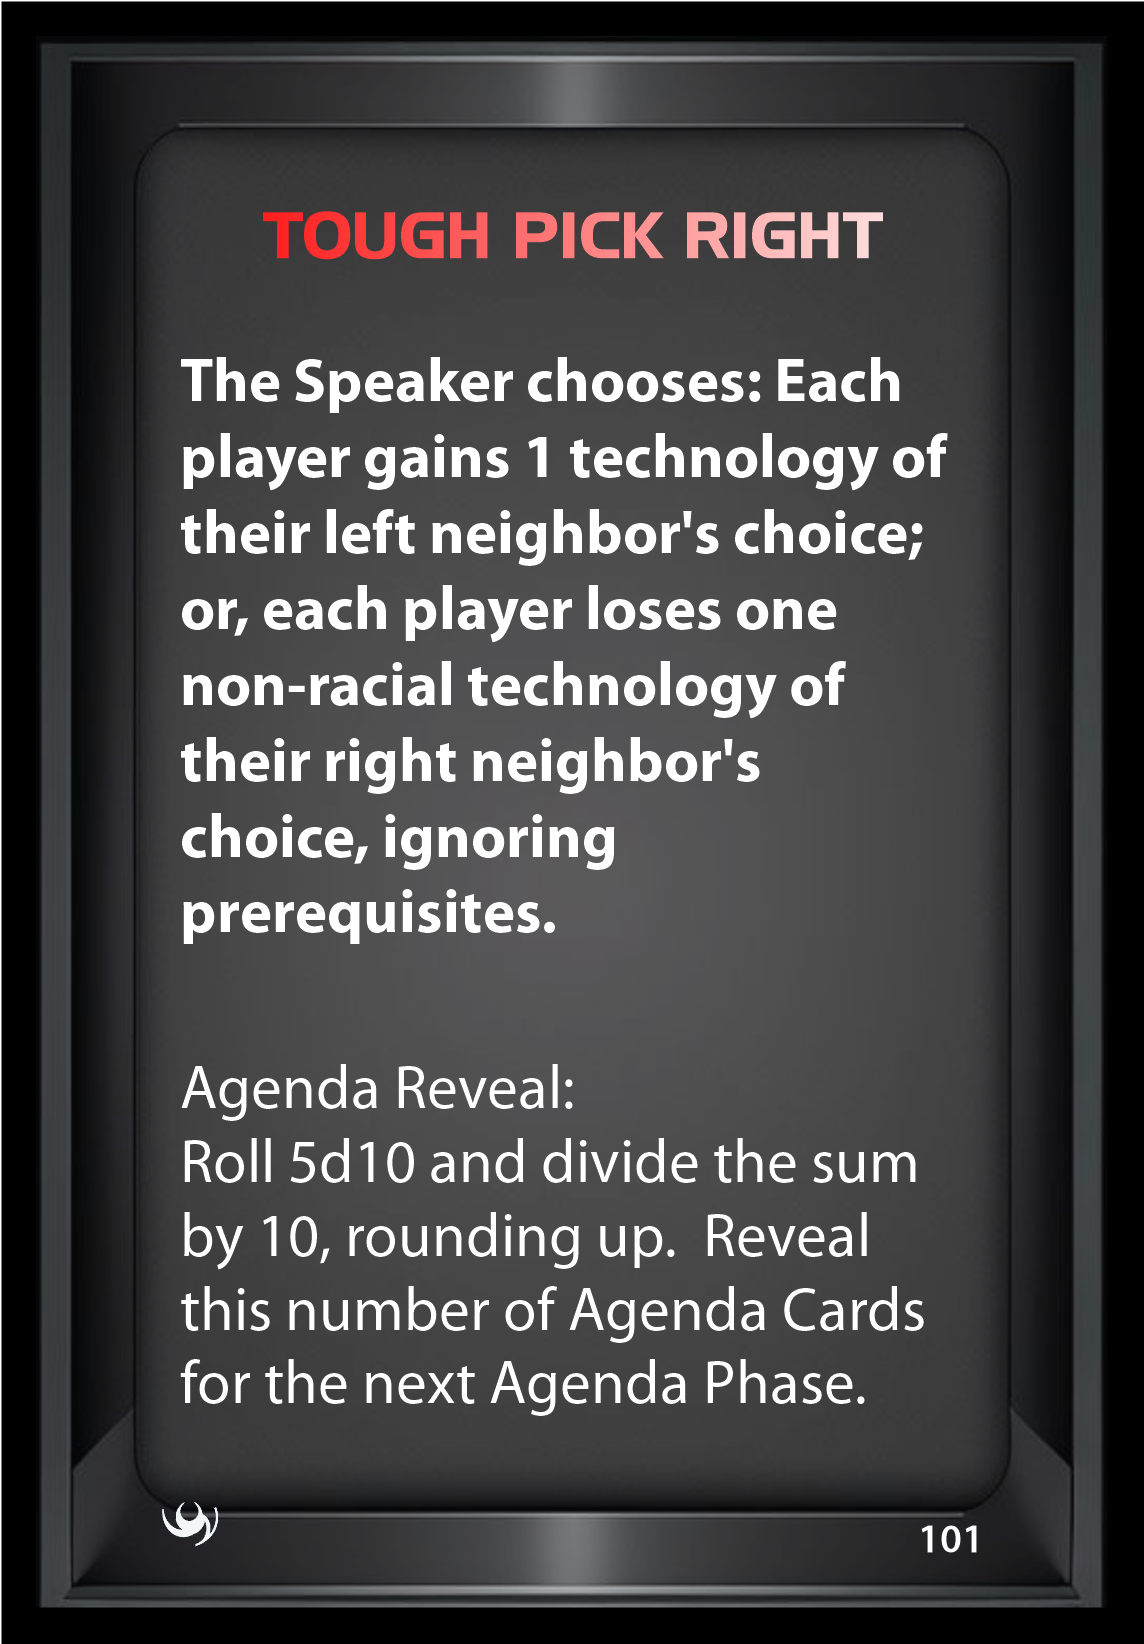 TOUGH PICK RIGHT
The Speaker chooses: Each
player gains 1 technology of
their left neighbor's choice;
or, each player loses one
non-racial technology of
their right neighbor's
choice, ignoring
prerequisites.
Agenda Reveal:
Roll 5d10 and divide the sum
by 10, rounding up.  Reveal
this number of Agenda Cards
for the next Agenda Phase.
101